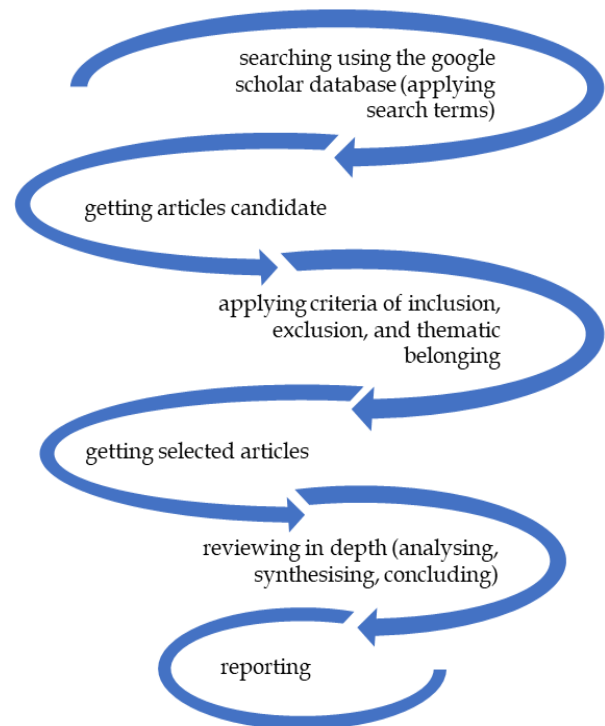 searching using the google
scholar database (applying
search terms)
getting articles candidate
applying criteria of inclusion,
exclusion, and thematic
belonging
getting selected articles
reviewing in depth (analysing,
synthesising, concluding)
reporting